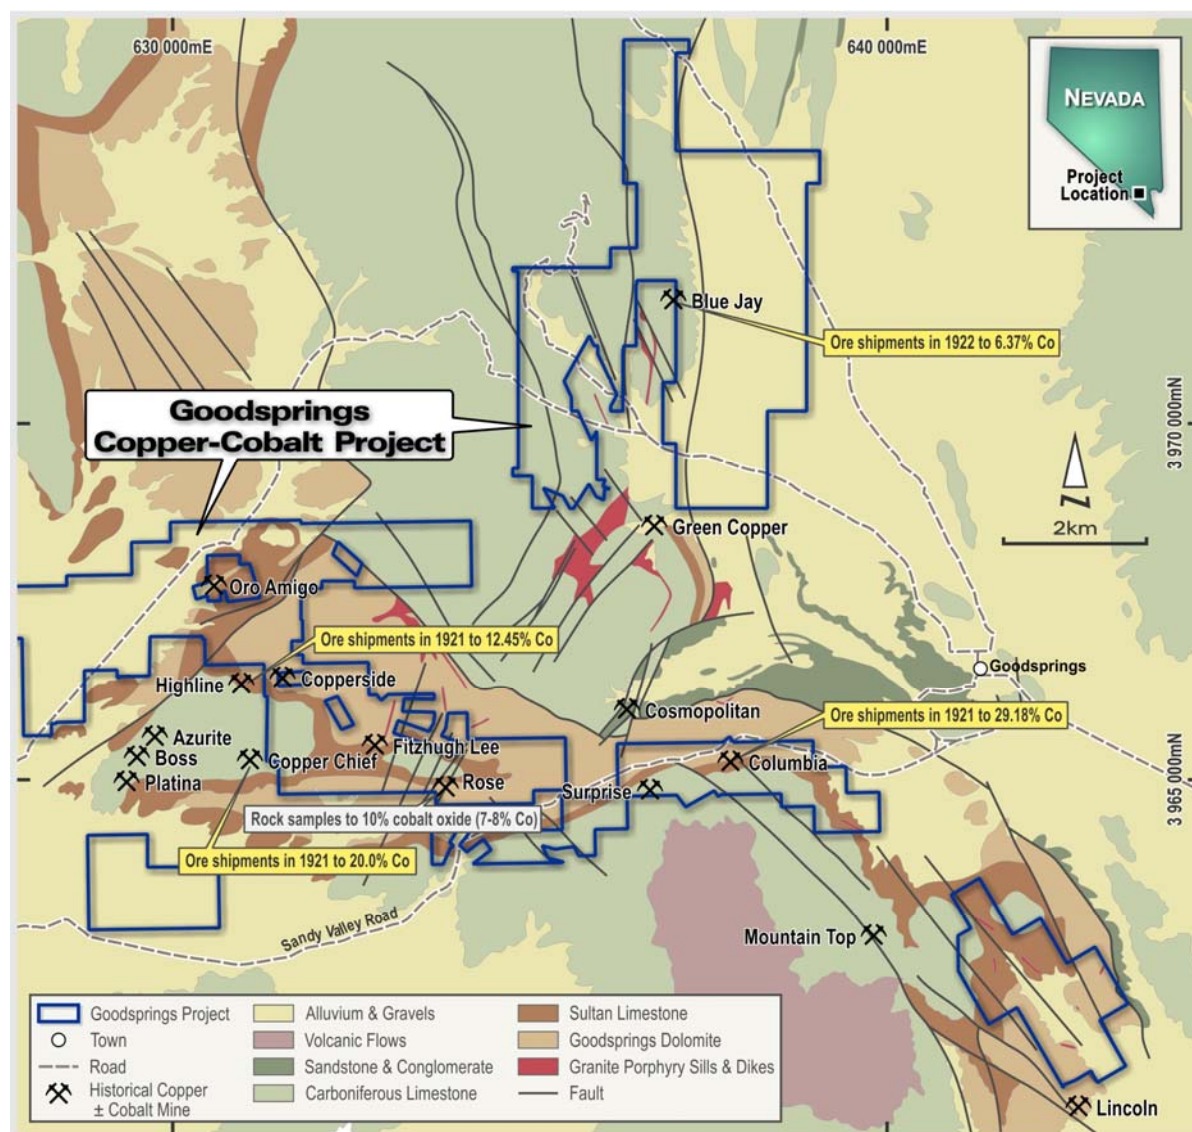 630 000mE
640 000mE
NEVADA
Project
Location
Blue Jay
Ore shipments in 1922 to 6.37% Co
Goodsprings
Copper-Cobalt Project
3 970 000mN
N
2km
Green Copper
Oro Amigo
Ore shipments in 1921 to 12.45% Co
Goodsprings
Highline
Copperside
Cosmopolitan
Ore shipments in 1921 to 29.18% Co
Azurite
Boss
Copper Chief
Fitzhugh Lee
Columbia
Platina
Rose
Surprise
3 965 000mN
Rock samples to 10% cobalt oxide (7-8% Co)
Ore shipments in 1921 to 20.0% Co
Sandy Valley Road
Mountain Top
Goodsprings Project
Alluvium & Gravels
Sultan Limestone
Town
Volcanic Flows
Goodsprings Dolomite
Road
Sandstone & Conglomerate
Granite Porphyry Sills & Dikes
Historical Copper
± Cobalt Mine
Carboniferous Limestone
Fault
Lincoln